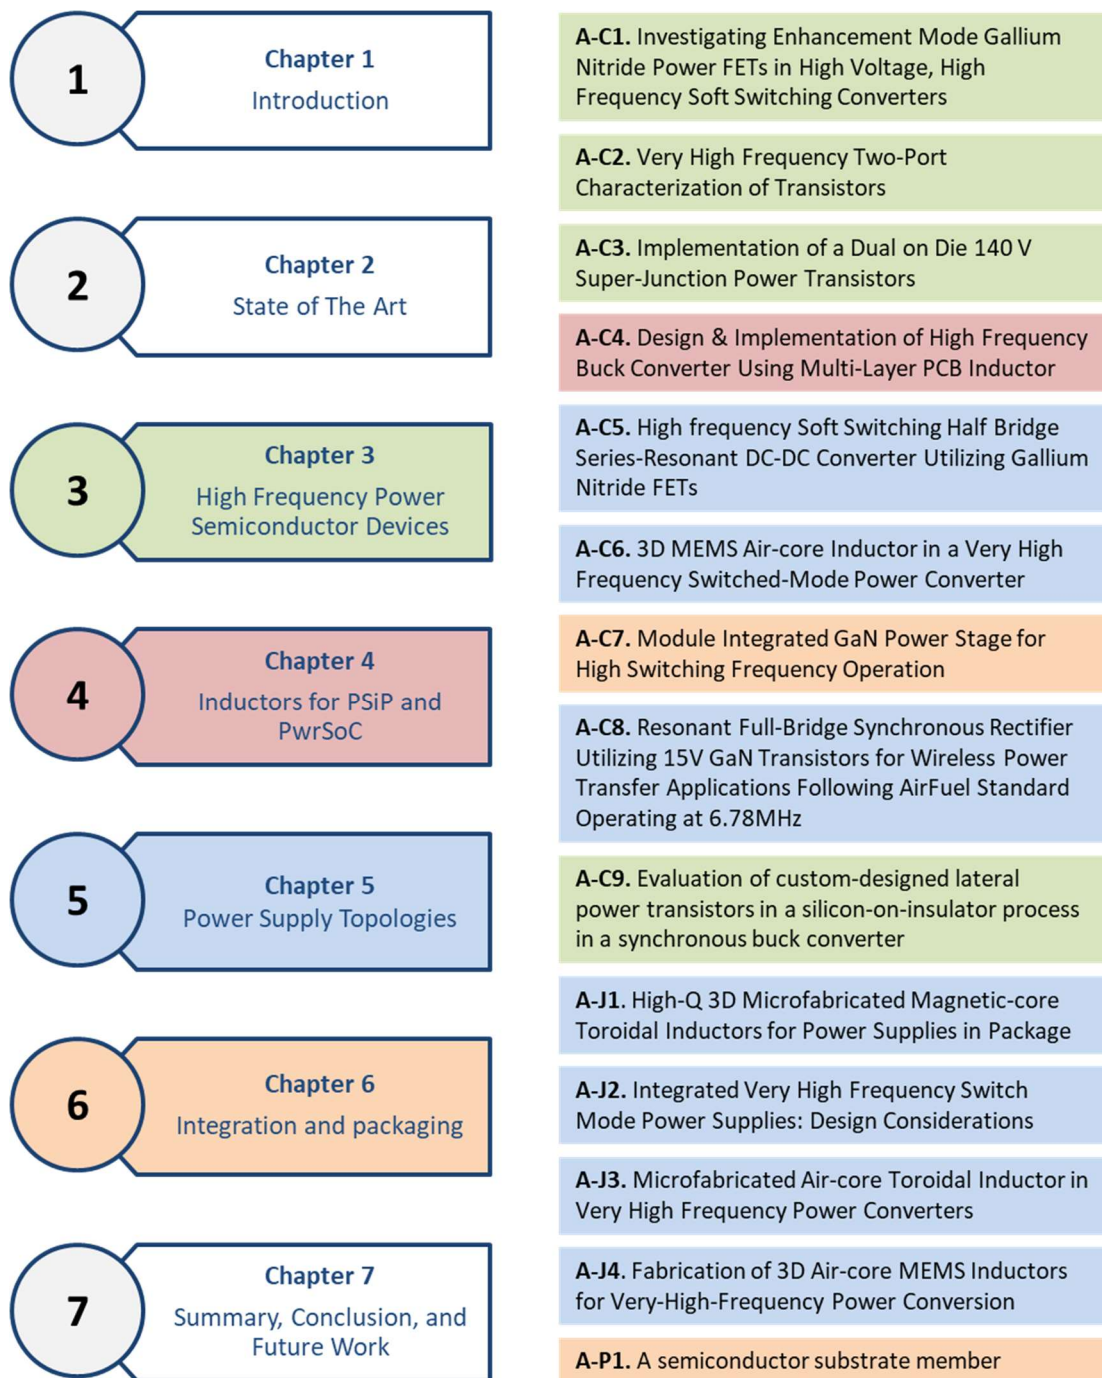 1
Chapter 1
Introduction
2
Chapter 2
State of The Art
3
Chapter 3
High Frequency Power
Semiconductor Devices
4
Chapter 4
Inductors for PSiP and
PwrSoC
5
Chapter 5
Power Supply Topologies
6
Chapter 6
Integration and packaging
7
Chapter 7
Summary, Conclusion, and
Future Work
A-C1. Investigating Enhancement Mode Gallium
Nitride Power FETs in High Voltage, High
Frequency Soft Switching Converters
A-C2. Very High Frequency Two-Port
Characterization of Transistors
A-C3. Implementation of a Dual on Die 140 V
Super-Junction Power Transistors
A-C4. Design & Implementation of High Frequency
Buck Converter Using Multi-Layer PCB Inductor
A-C5. High frequency Soft Switching Half Bridge
Series-Resonant DC-DC Converter Utilizing Gallium
Nitride FETs
A-C6. 3D MEMS Air-core Inductor in a Very High
Frequency Switched-Mode Power Converter
A-C7. Module Integrated GaN Power Stage for
High Switching Frequency Operation
A-C8. Resonant Full-Bridge Synchronous Rectifier
Utilizing 15V GaN Transistors for Wireless Power
Transfer Applications Following AirFuel Standard
Operating at 6.78MHz
A-C9. Evaluation of custom-designed lateral
power transistors in a silicon-on-insulator process
in a synchronous buck converter
A-J1. High-Q 3D Microfabricated Magnetic-core
Toroidal Inductors for Power Supplies in Package
A-J2. Integrated Very High Frequency Switch
Mode Power Supplies: Design Considerations
A-J3. Microfabricated Air-core Toroidal Inductor in
Very High Frequency Power Converters
A-J4. Fabrication of 3D Air-core MEMS Inductors
for Very-High-Frequency Power Conversion
A-P1. A semiconductor substrate member